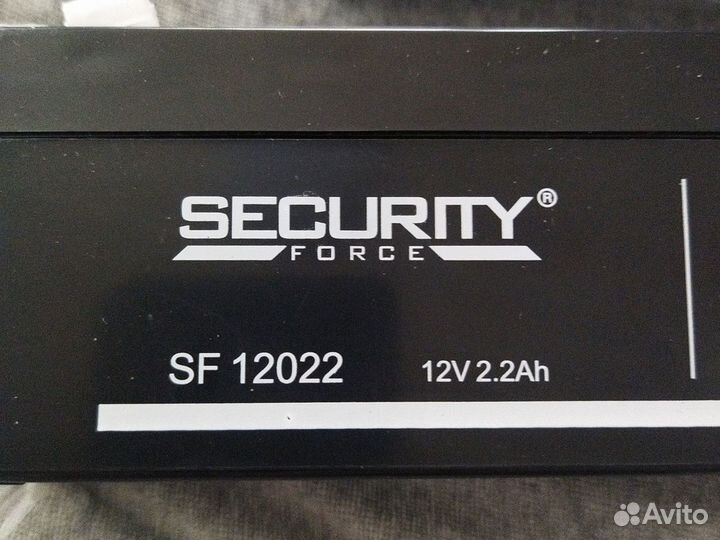 SECURITY®
FORCE
SF 12022 12V 2.2Ah
Avito